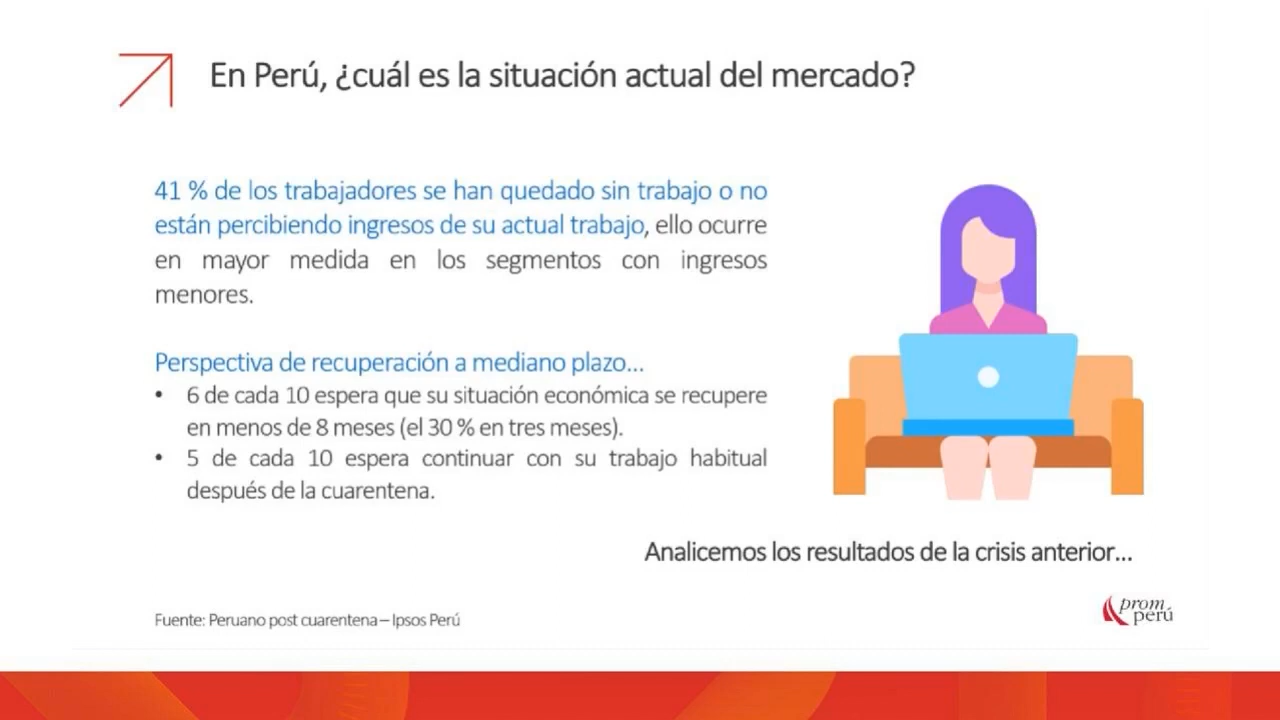 En Perú, ¿cuál es la situación actual del mercado?
41 % de los trabajadores se han quedado sin trabajo o no
están percibiendo ingresos de su actual trabajo, ello ocurre
en mayor medida en los segmentos con ingresos
menores.
Perspectiva de recuperación a mediano plazo...
• 6 de cada 10 espera que su situación económica se recupere
en menos de 8 meses (el 30 % en tres meses).
• 5 de cada 10 espera continuar con su trabajo habitual
después de la cuarentena.
Analicemos los resultados de la crisis anterior...
Fuente: Peruano post cuarentena – Ipsos Perú
prom
perú